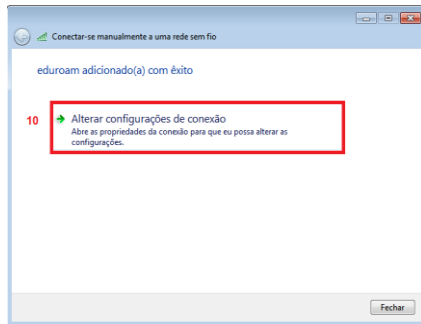 Conectar-se manualmente a uma rede sem fio
eduroam adicionado(a) com êxito
10
Alterar configurações de conexão
Abre as propriedades da conexão para que eu possa alterar as
configurações.
Fechar